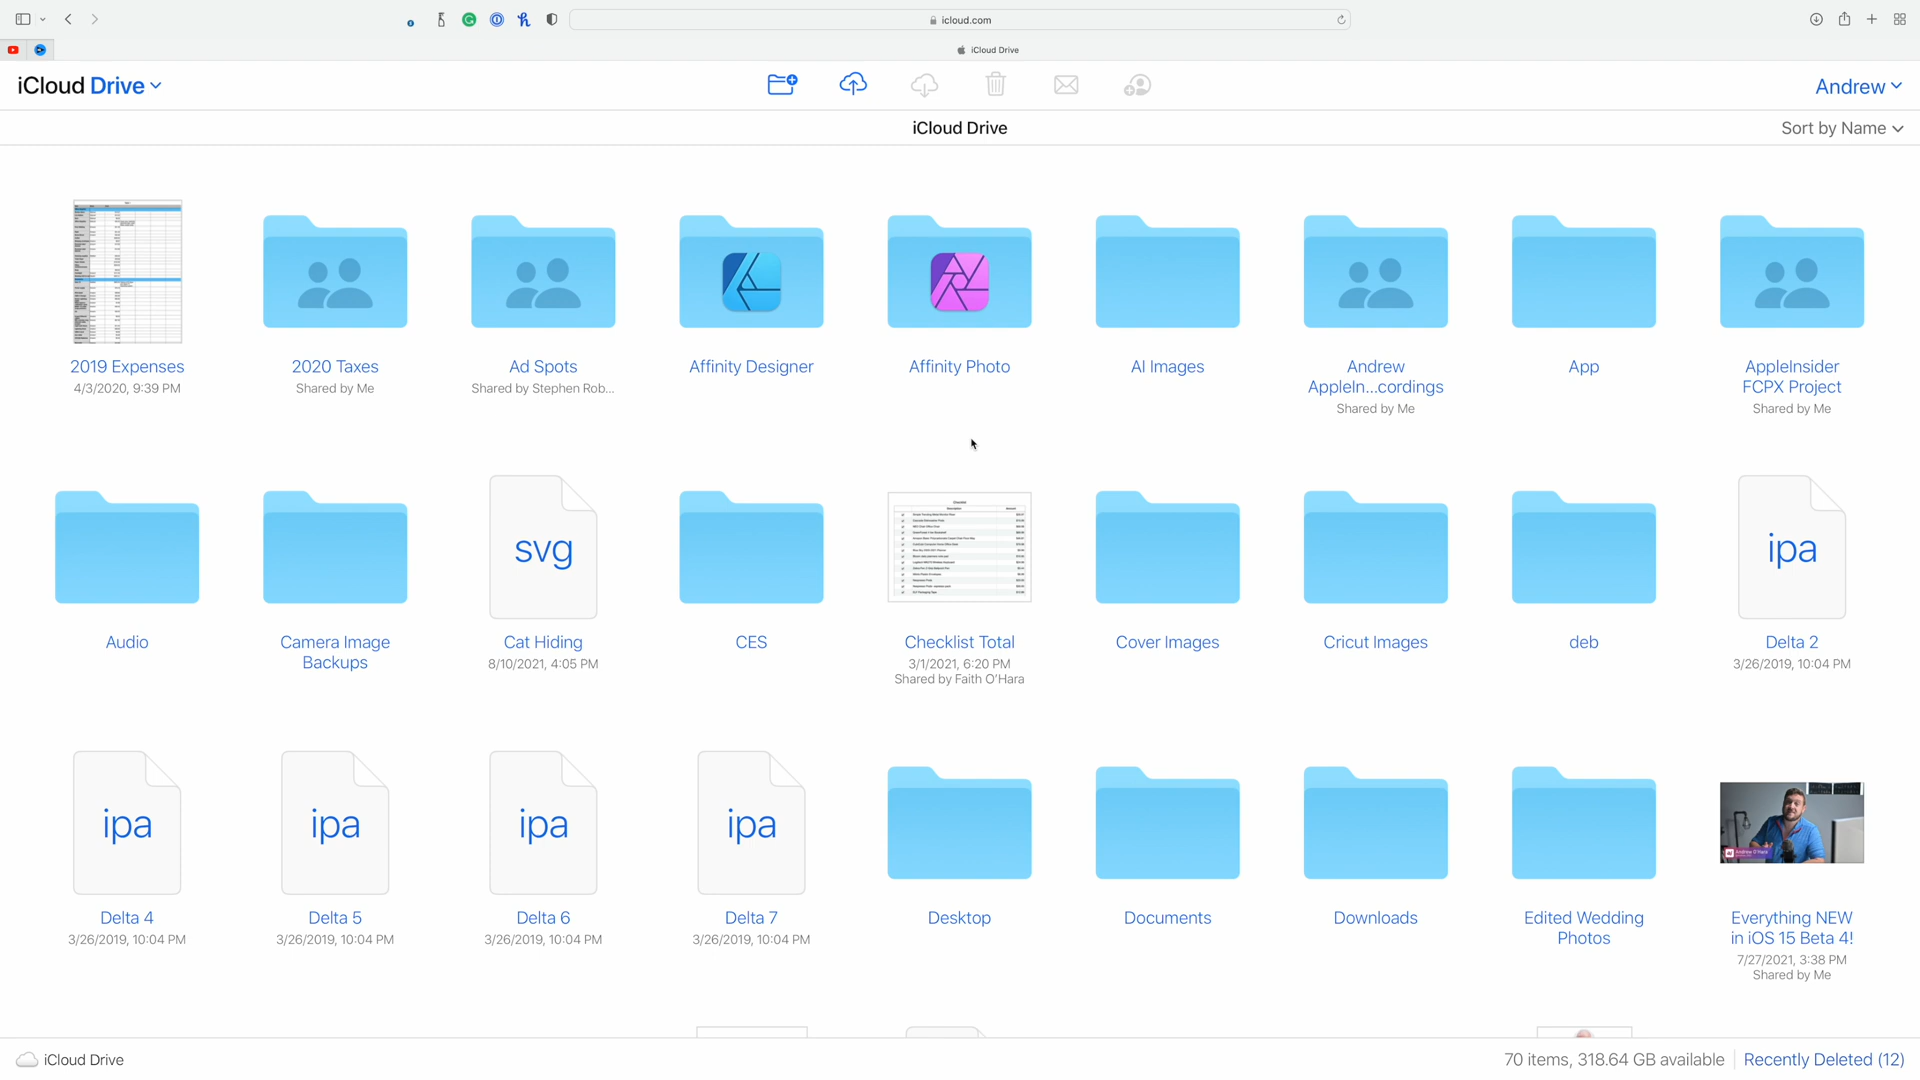 icloud.com
iCloud Drive
iCloud Drive
Andrew
iCloud Drive
Sort by Name
2019 Expenses
4/3/2020, 9:39 PM
2020 Taxes
Shared by Me
Ad Spots
Shared by Stephen Rob...
Affinity Designer
Affinity Photo
AI Images
Andrew
AppleIn...cordings
Shared by Me
App
AppleInsider
FCPX Project
Shared by Me
Audio
Camera Image
Backups
svg
Cat Hiding
8/10/2021, 4:05 PM
CES
Checklist Total
3/1/2021, 6:20 PM
Shared by Faith O'Hara
Cover Images
Cricut Images
deb
ipa
Delta 2
3/26/2019, 10:04 PM
ipa
Delta 4
3/26/2019, 10:04 PM
ipa
Delta 5
3/26/2019, 10:04 PM
ipa
Delta 6
3/26/2019, 10:04 PM
ipa
Delta 7
3/26/2019, 10:04 PM
Desktop
Documents
Downloads
Edited Wedding
Photos
Andrew O'Hara
Everything NEW
in iOS 15 Beta 4!
7/27/2021, 3:38 PM
Shared by Me
iCloud Drive
70 items, 318.64 GB available
Recently Deleted (12)